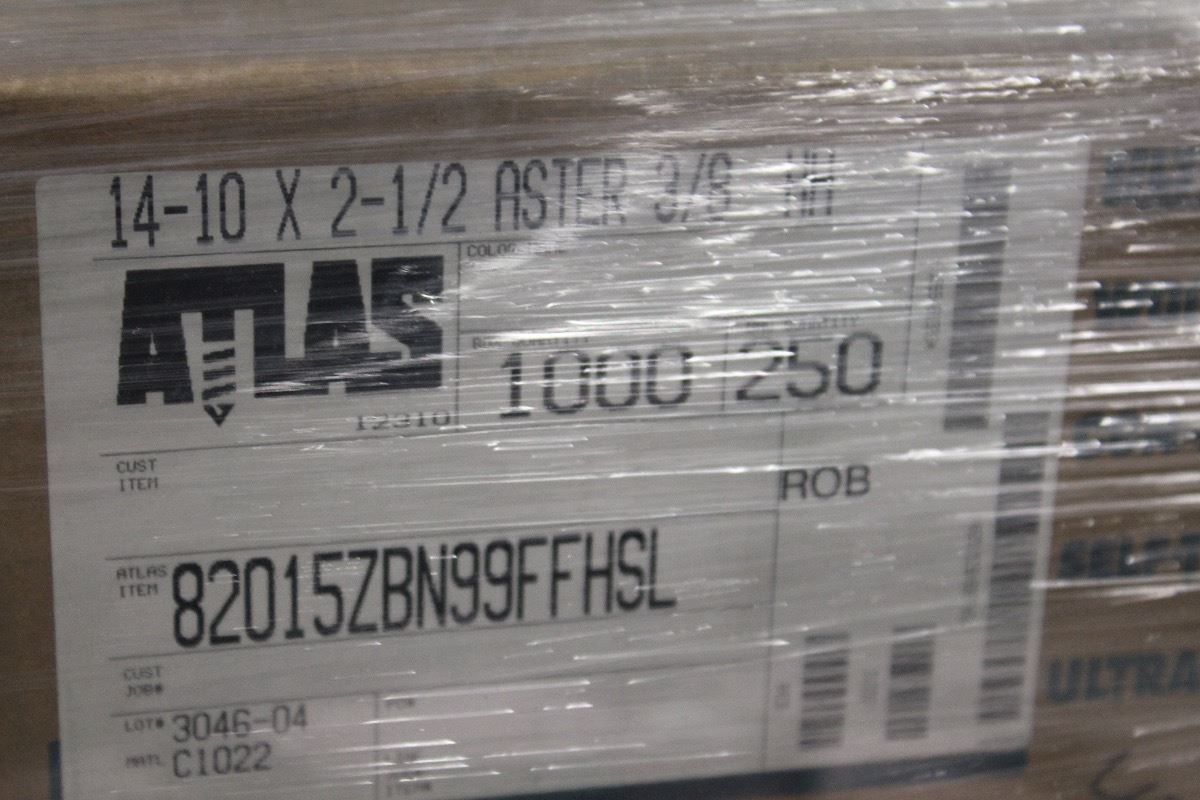 14-10 X 2-1/2 ASTER 3/8 HH
ATLAS
12310
1000
250
CUST
ITEM
ROB
ATLAS
ITEM
82015ZBN99FFHSL
CUST
JOB#
LOT# 3046-04
MATL C1022
ITEM#
ULTRA